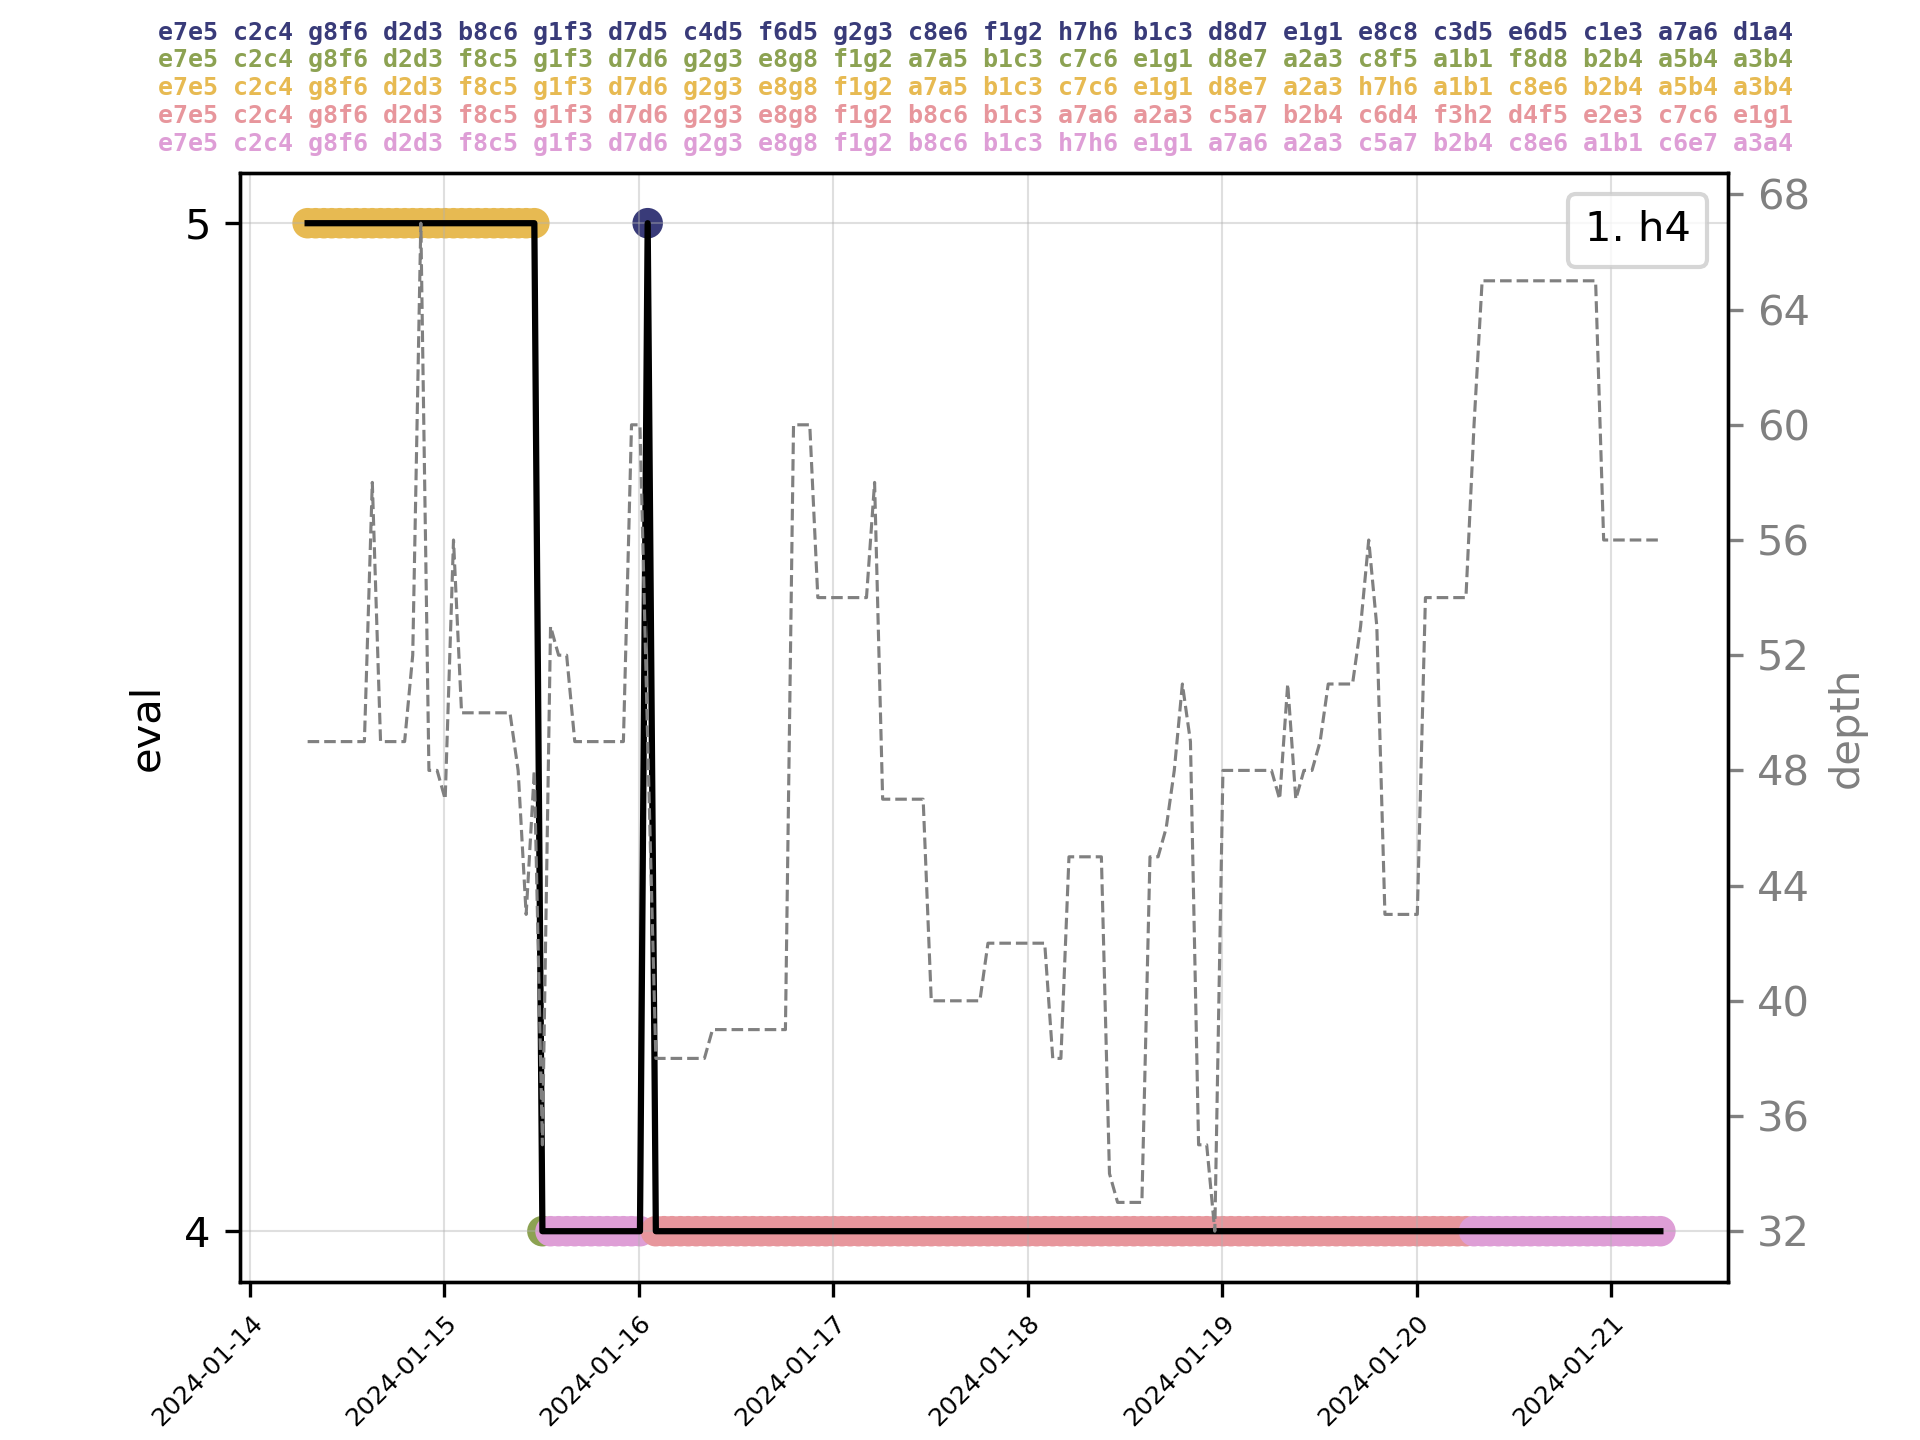 e7e5 c2c4 g8f6 d2d3 b8c6 g1f3 d7d5 c4d5 f6d5 g2g3 c8e6 f1g2 h7h6 b1c3 d8d7 e1g1 e8c8 c3d5 e6d5 c1e3 a7a6 d1a4
e7e5 c2c4 g8f6 d2d3 f8c5 g1f3 d7d6 g2g3 e8g8 f1g2 a7a5 b1c3 c7c6 e1g1 d8e7 a2a3 c8f5 a1b1 f8d8 b2b4 a5b4 a3b4
e7e5 c2c4 g8f6 d2d3 f8c5 g1f3 d7d6 g2g3 e8g8 f1g2 a7a5 b1c3 c7c6 e1g1 d8e7 a2a3 h7h6 a1b1 c8e6 b2b4 a5b4 a3b4
e7e5 c2c4 g8f6 d2d3 f8c5 g1f3 d7d6 g2g3 e8g8 f1g2 b8c6 b1c3 a7a6 a2a3 c5a7 b2b4 c6d4 f3h2 d4f5 e2e3 c7c6 e1g1
e7e5 c2c4 g8f6 d2d3 f8c5 g1f3 d7d6 g2g3 e8g8 f1g2 b8c6 b1c3 h7h6 e1g1 a7a6 a2a3 c5a7 b2b4 c8e6 a1b1 c6e7 a3a4
1. h4
5
4
eval
68
64
60
56
52
48
44
40
36
32
depth
2024-01-14
2024-01-15
2024-01-16
2024-01-17
2024-01-18
2024-01-19
2024-01-20
2024-01-21